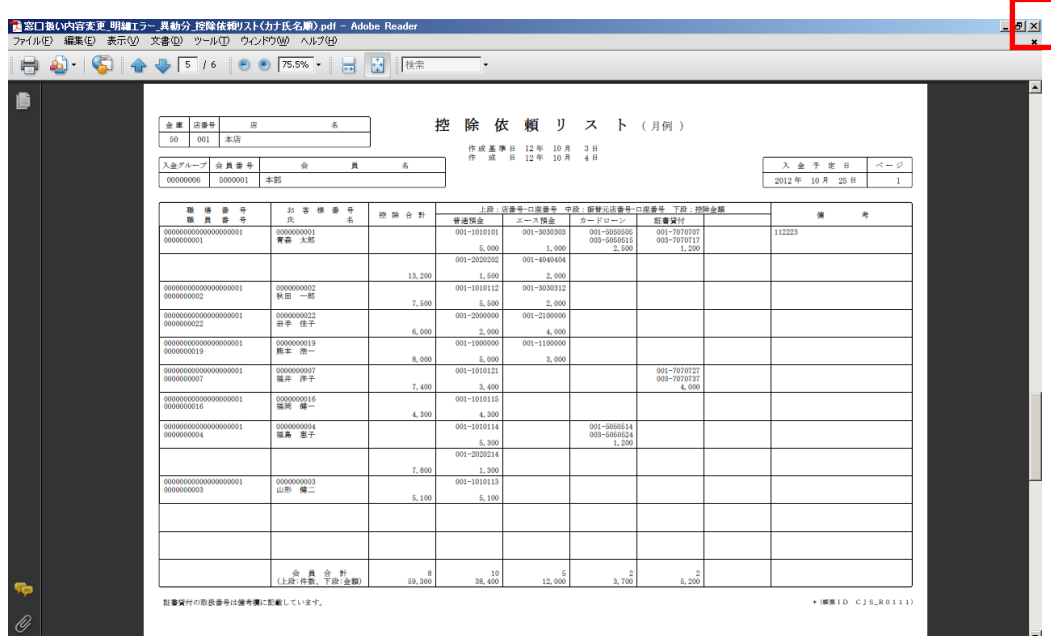 窓口扱い内容変更_明細エラー_異動分_控除依頼リスト(カナ氏名順).pdf - Adobe Reader
ファイル(F) 編集(E) 表示(V) 文書(D) ツール(T) ウィンドウ(W) ヘルプ(H)
5 / 6 75.5% 検索
控除依頼リスト(月例)
金庫 店番号 店名
50 001 本店
作成基準日 12年 10月 3日
作成日 12年 10月 4日
入金グループ 会員番号 会員名
00000006 5000001 本部
入金予定日 ページ
2012年 10月 25日 1
職場番号 お客様番号 控除合計 上段:店番号-口座番号 中段:振替元店番号-口座番号 下段:控除金額 備考
職員番号 氏名 普通預金 エース預金 カードローン 証書貸付
0000000000000000001 0000000001 001-1010101 001-3030303 001-5050505 001-7070707 112223
0000000001 青森 太郎 003-5050515 003-7070717
5,000 1,000 2,500 1,200
001-2020202 001-4040404
13,200 1,500 2,000
0000000000000000001 0000000002 001-1010112 001-3030312
0000000002 秋田 一郎
7,500 5,500 2,000
0000000000000000001 0000000022 001-2000000 001-2100000
0000000022 岩手 佳子
6,000 2,000 4,000
0000000000000000001 0000000019 001-1000000 001-1100000
0000000019 熊本 浩一
8,000 5,000 3,000
0000000000000000001 0000000007 001-1010121 001-7070727
0000000007 福井 洋子 003-7070737
7,400 3,400 4,000
0000000000000000001 0000000016 001-1010115
0000000016 福岡 健一
4,300 4,300
0000000000000000001 0000000004 001-1010114 001-5050514
0000000004 福島 恵子 003-5050524
5,300 1,200
001-2020214
7,800 1,300
0000000000000000001 0000000003 001-1010113
0000000003 山形 健二
5,100 5,100
会員合計 8 10 6 2 2
(上段:件数、下段:金額) 59,300 38,400 12,000 3,700 5,200
証書貸付の取扱番号は備考欄に記載しています。
*(帳票ID CJS_R0111)